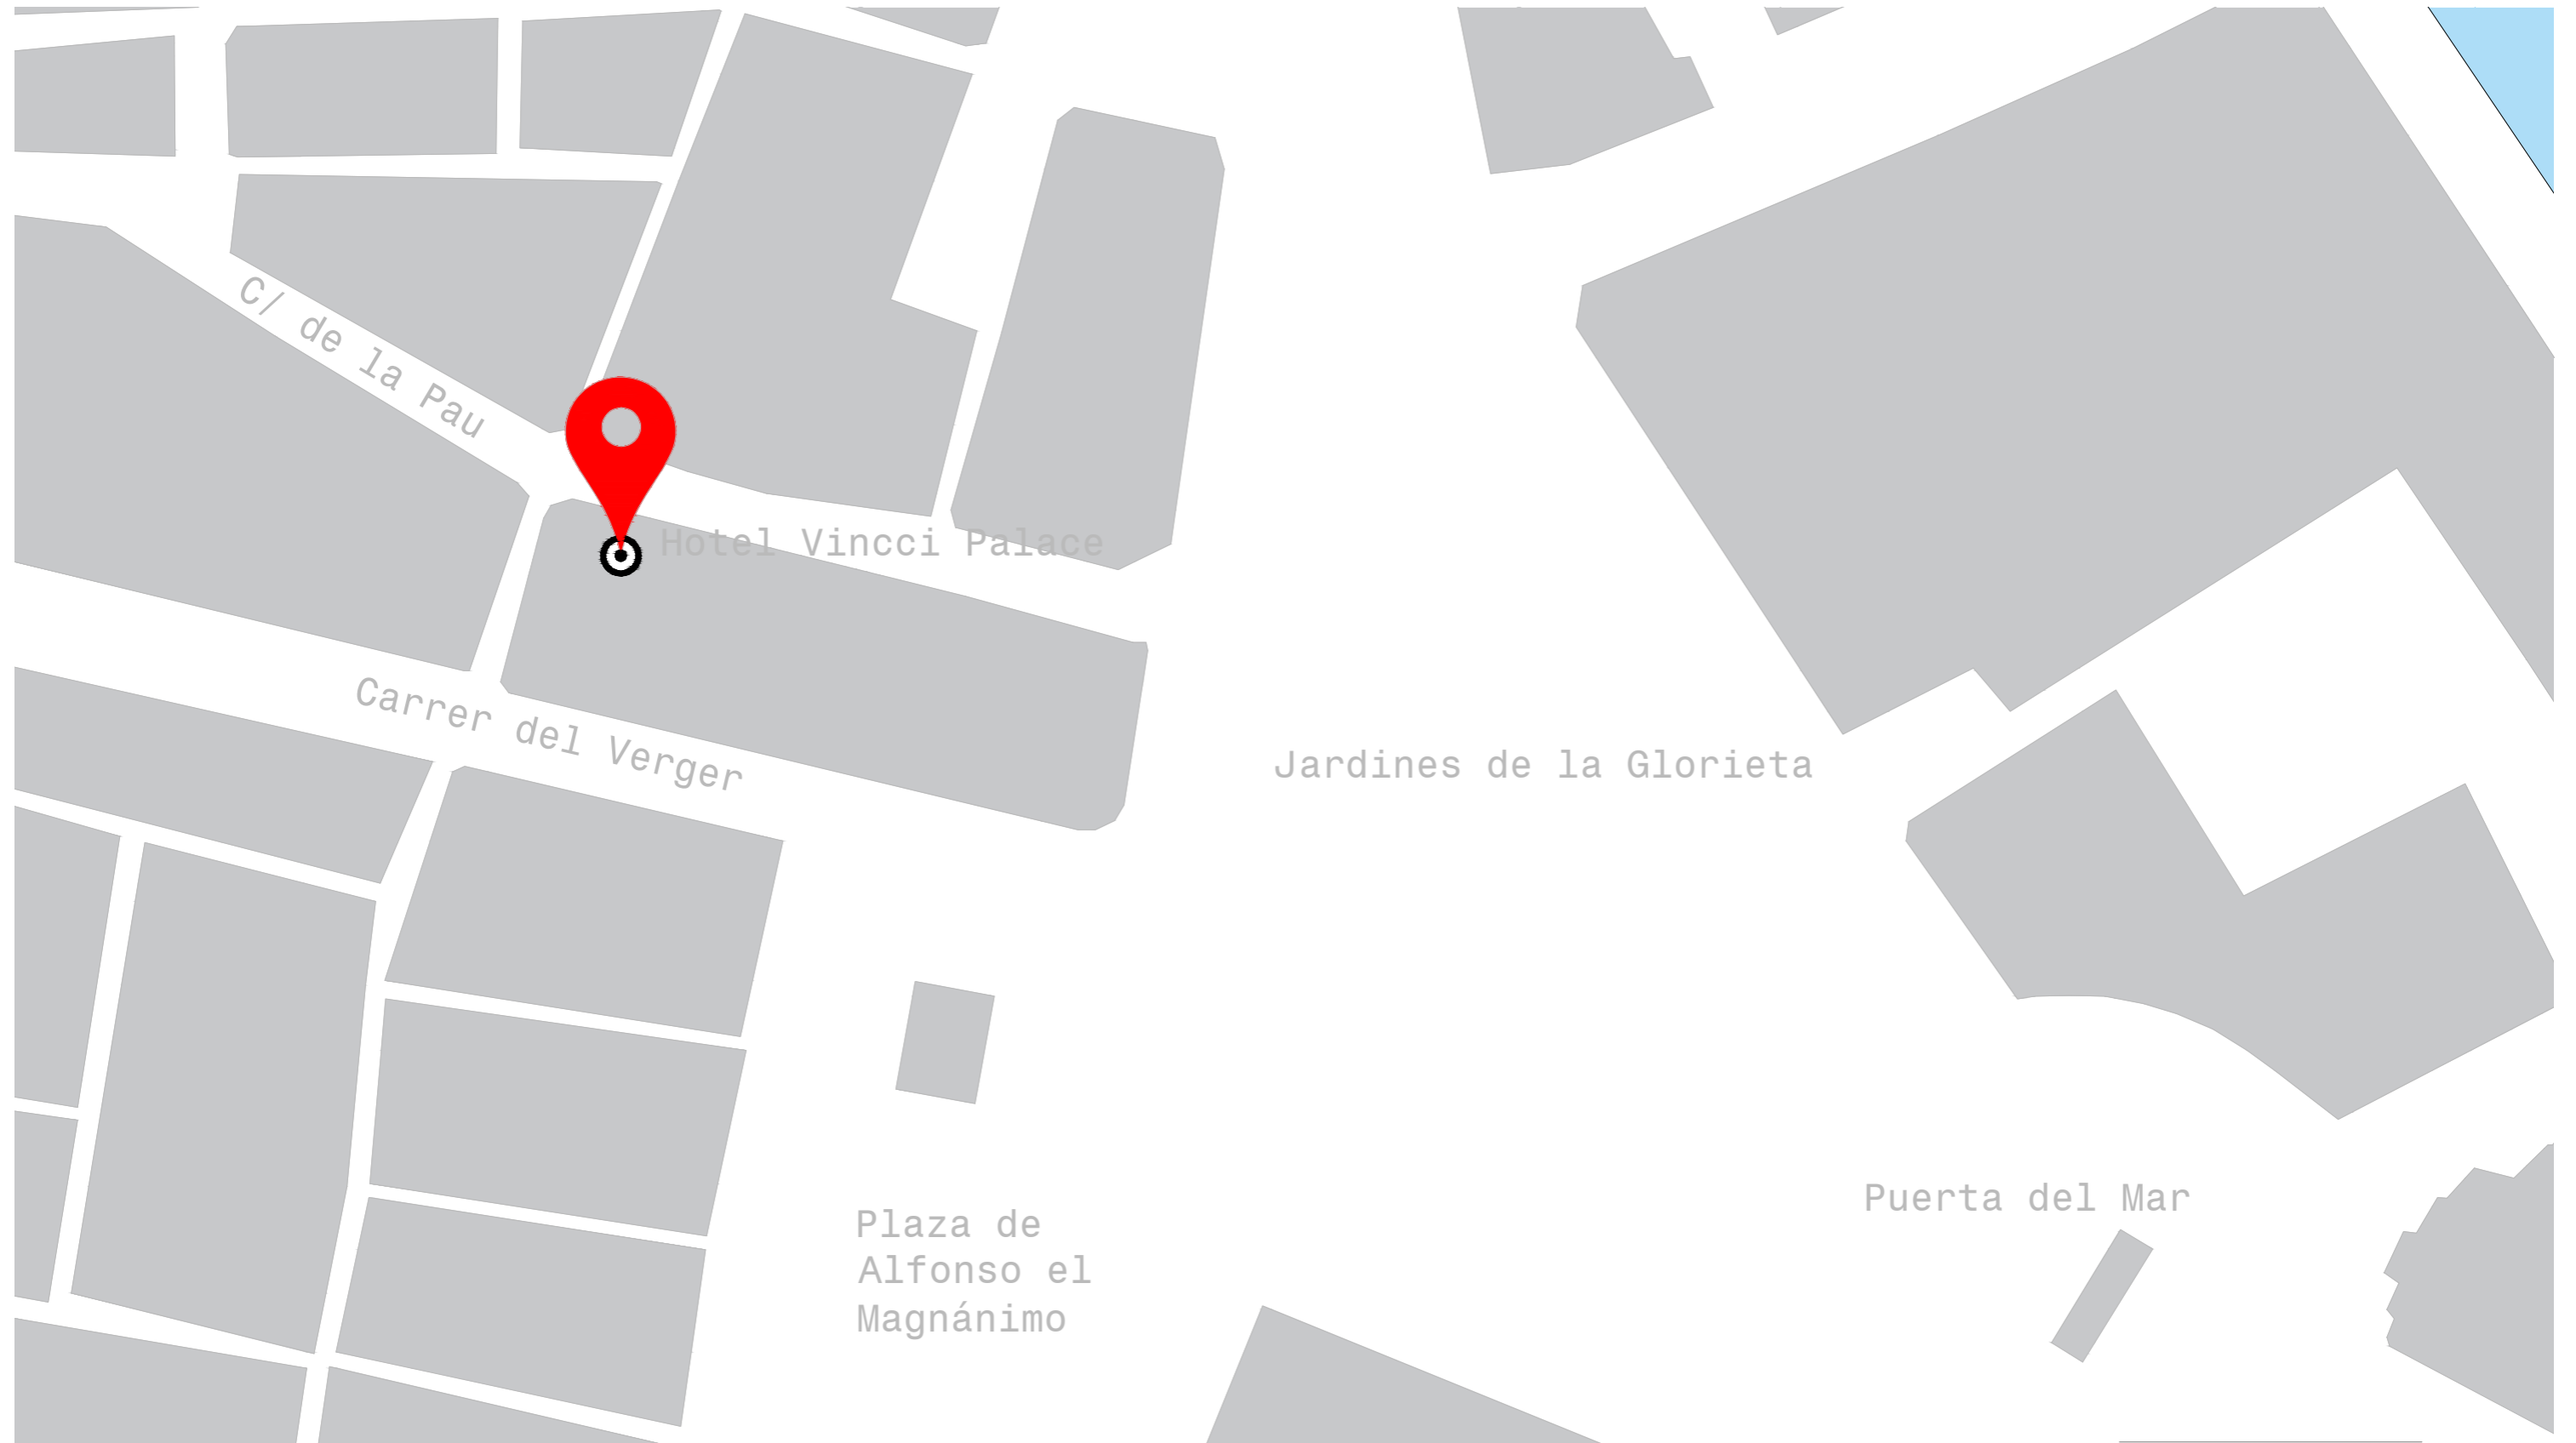 C/ de la Pau
Hotel Vincci Palace
Carrer del Verger
Jardines de la Glorieta
Puerta del Mar
Plaza de
Alfonso el
Magnánimo